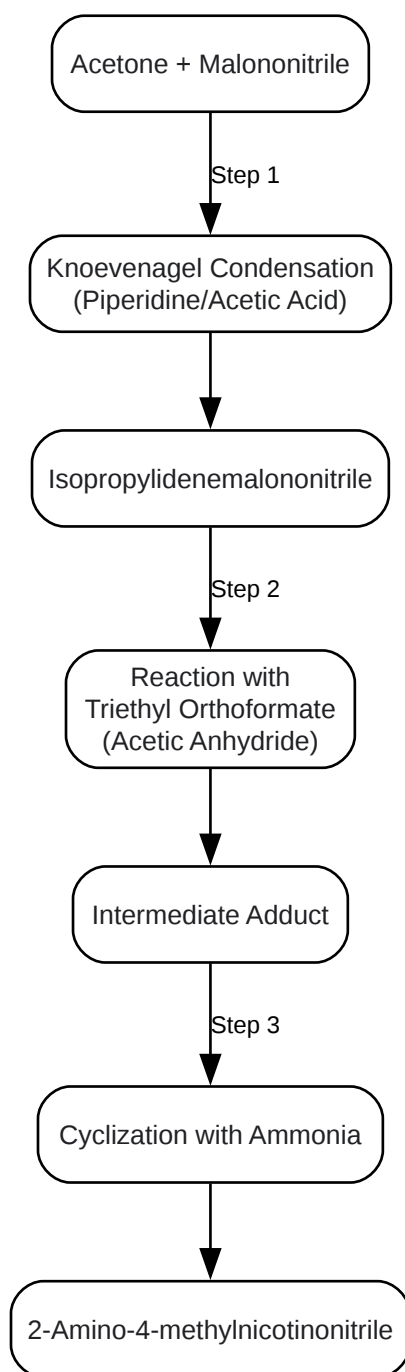 Acetone + Malononitrile
Step 1
Knoevenagel Condensation
(Piperidine/Acetic Acid)
Isopropylidenemalononitrile
Step 2
Reaction with
Triethyl Orthoformate
(Acetic Anhydride)
Intermediate Adduct
Step 3
Cyclization with Ammonia
2-Amino-4-methylnicotinonitrile